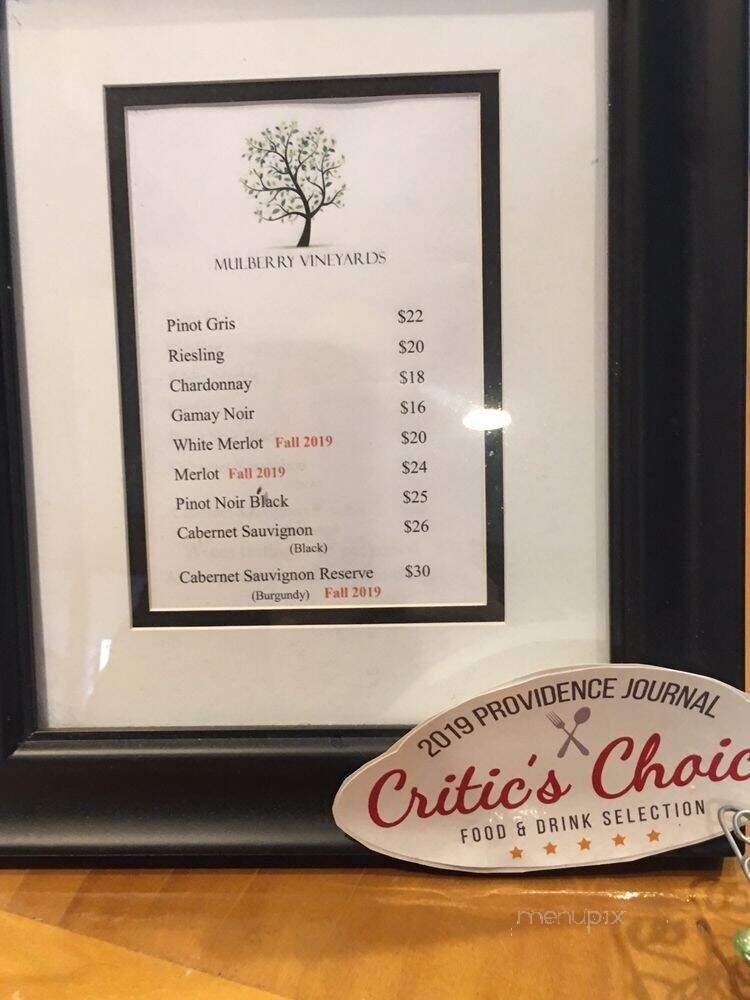 MULBERRY VINEYARDS
Pinot Gris $22
Riesling $20
Chardonnay $18
Gamay Noir $16
White Merlot Fall 2019 $20
Merlot Fall 2019 $24
Pinot Noir Black $25
Cabernet Sauvignon $26
(Black)
Cabernet Sauvignon Reserve $30
(Burgundy) Fall 2019
2019 PROVIDENCE JOURNAL
Critic's Choic
FOOD & DRINK SELECTION
menupix